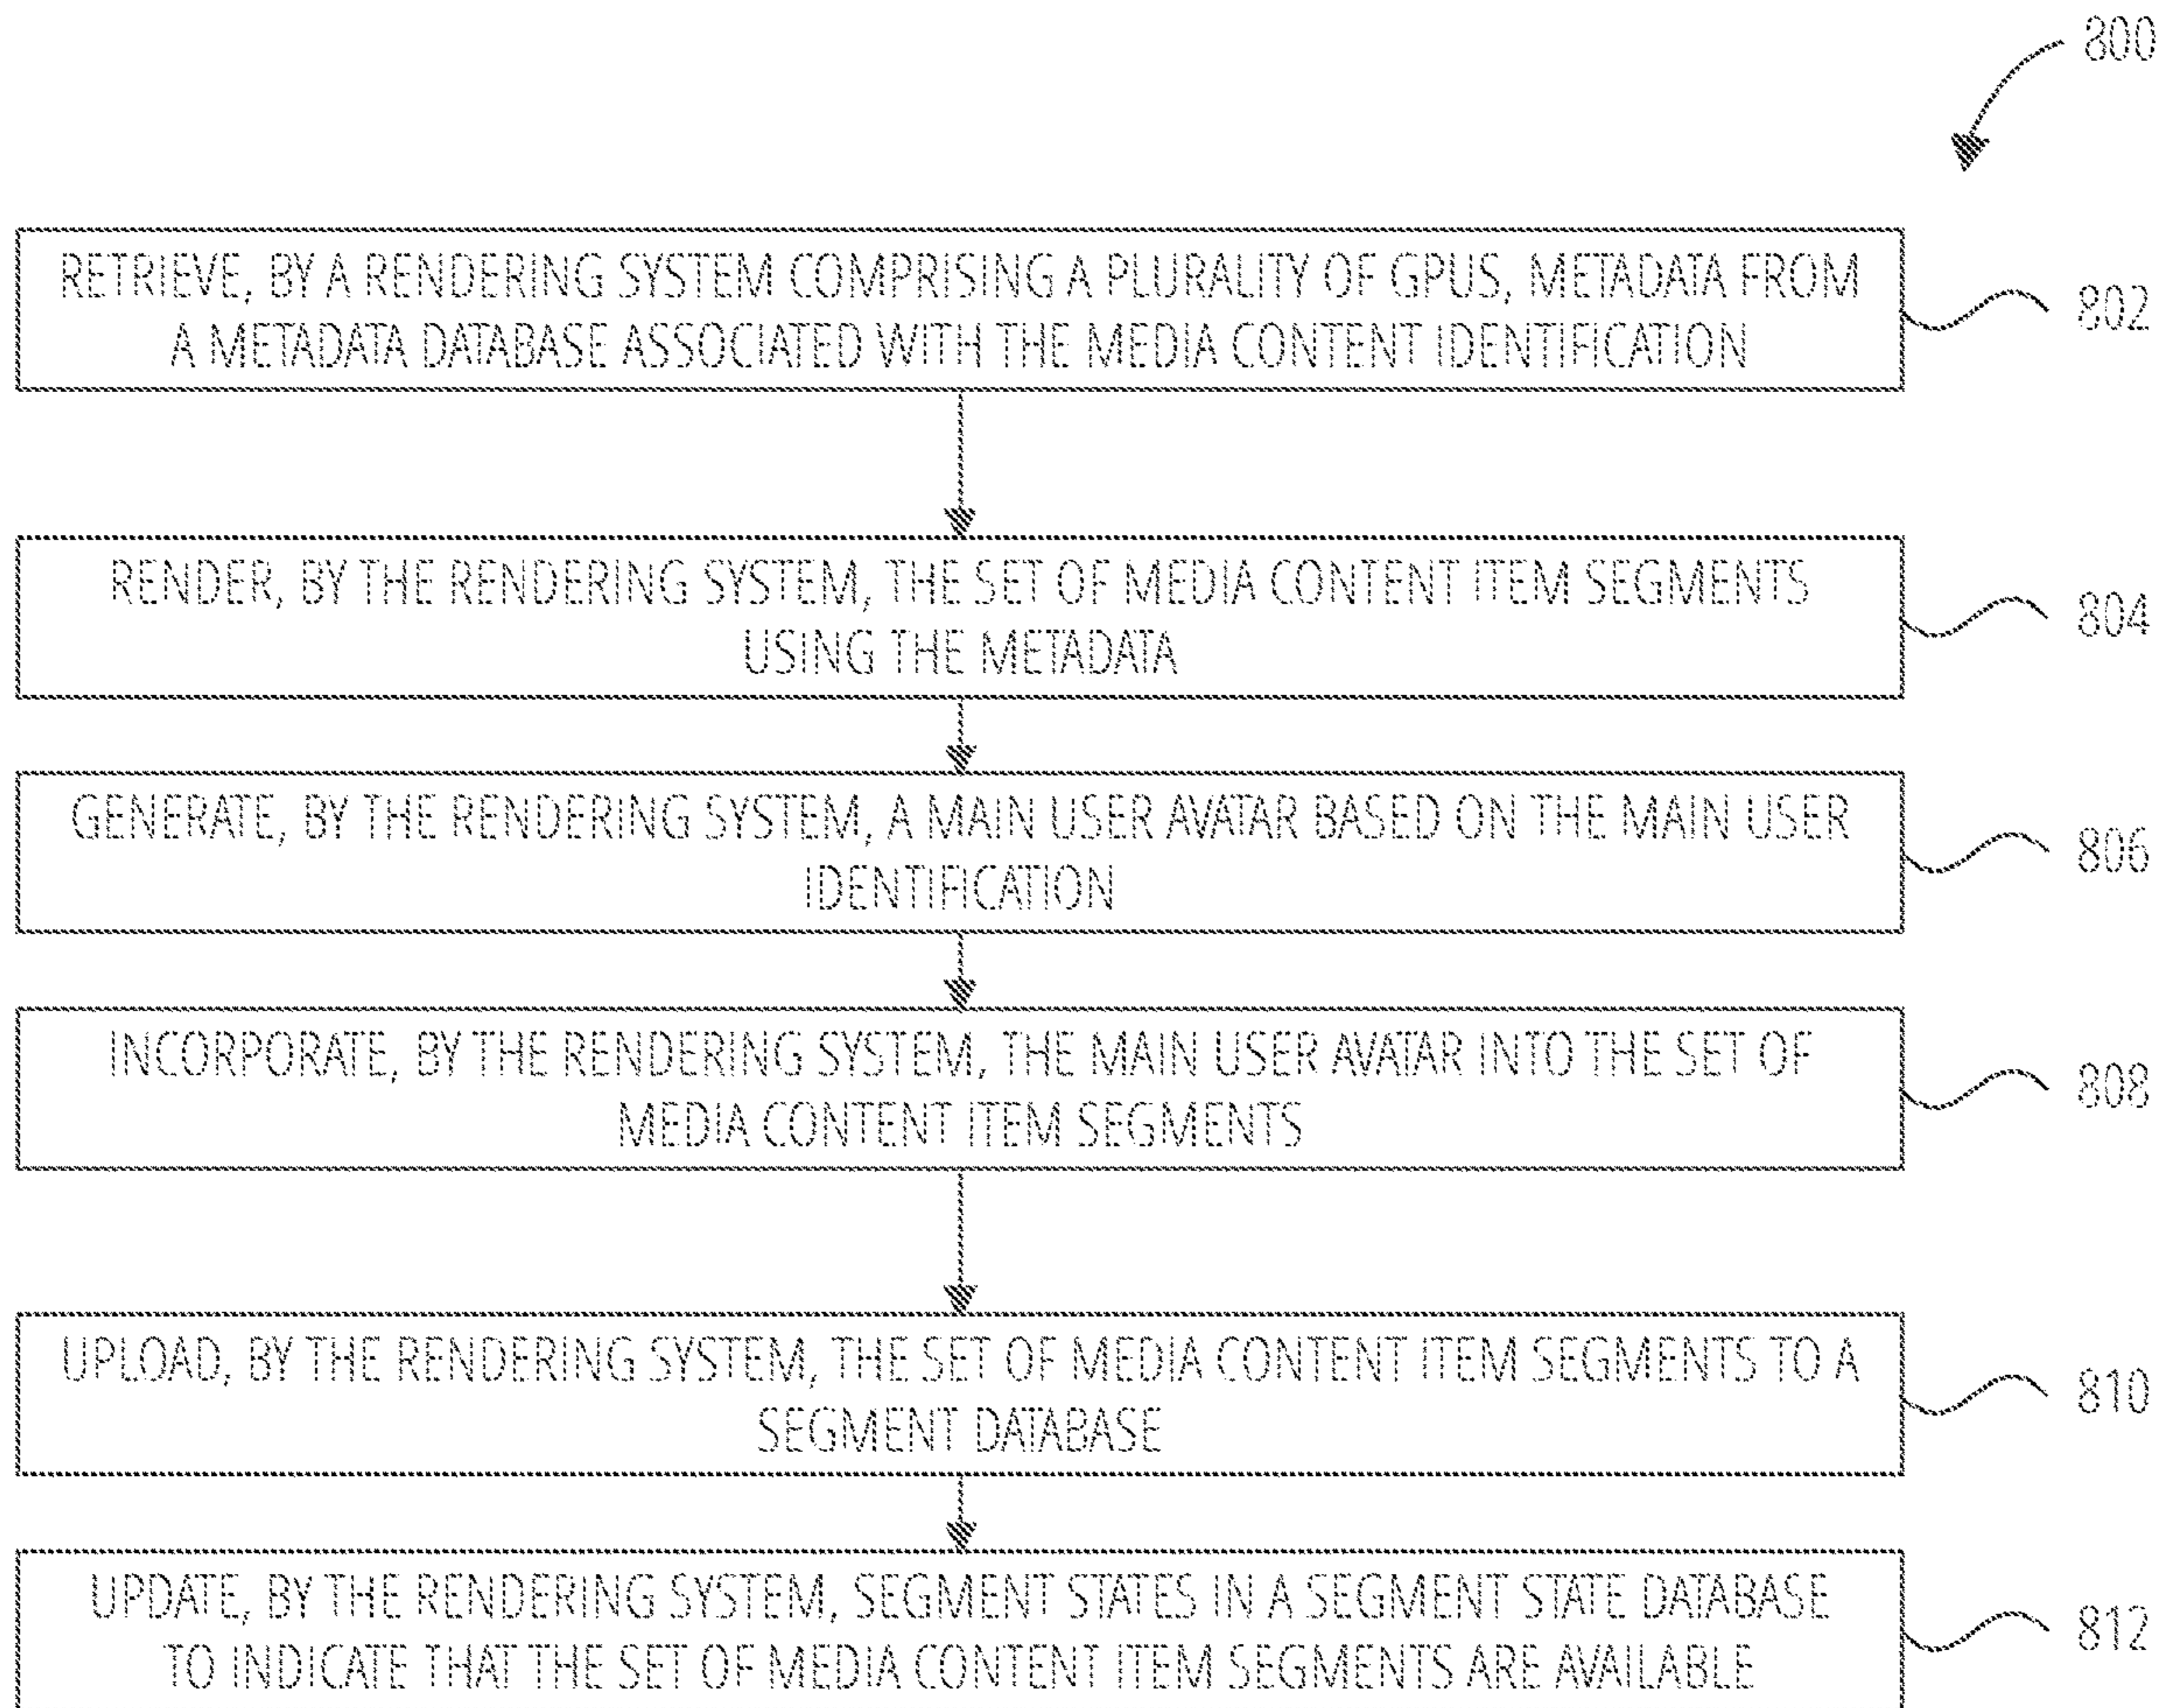 800
RETRIEVE, BY A RENDERING SYSTEM COMPRISING A PLURALITY OF GPUS, METADATA FROM
A METADATA DATABASE ASSOCIATED WITH THE MEDIA CONTENT IDENTIFICATION
802
RENDER, BY THE RENDERING SYSTEM, THE SET OF MEDIA CONTENT ITEM SEGMENTS
USING THE METADATA
804
GENERATE, BY THE RENDERING SYSTEM, A MAIN USER AVATAR BASED ON THE MAIN USER
IDENTIFICATION
806
INCORPORATE, BY THE RENDERING SYSTEM, THE MAIN USER AVATAR INTO THE SET OF
MEDIA CONTENT ITEM SEGMENTS
808
UPLOAD, BY THE RENDERING SYSTEM, THE SET OF MEDIA CONTENT ITEM SEGMENTS TO A
SEGMENT DATABASE
810
UPDATE, BY THE RENDERING SYSTEM, SEGMENT STATES IN A SEGMENT STATE DATABASE
TO INDICATE THAT THE SET OF MEDIA CONTENT ITEM SEGMENTS ARE AVAILABLE
812